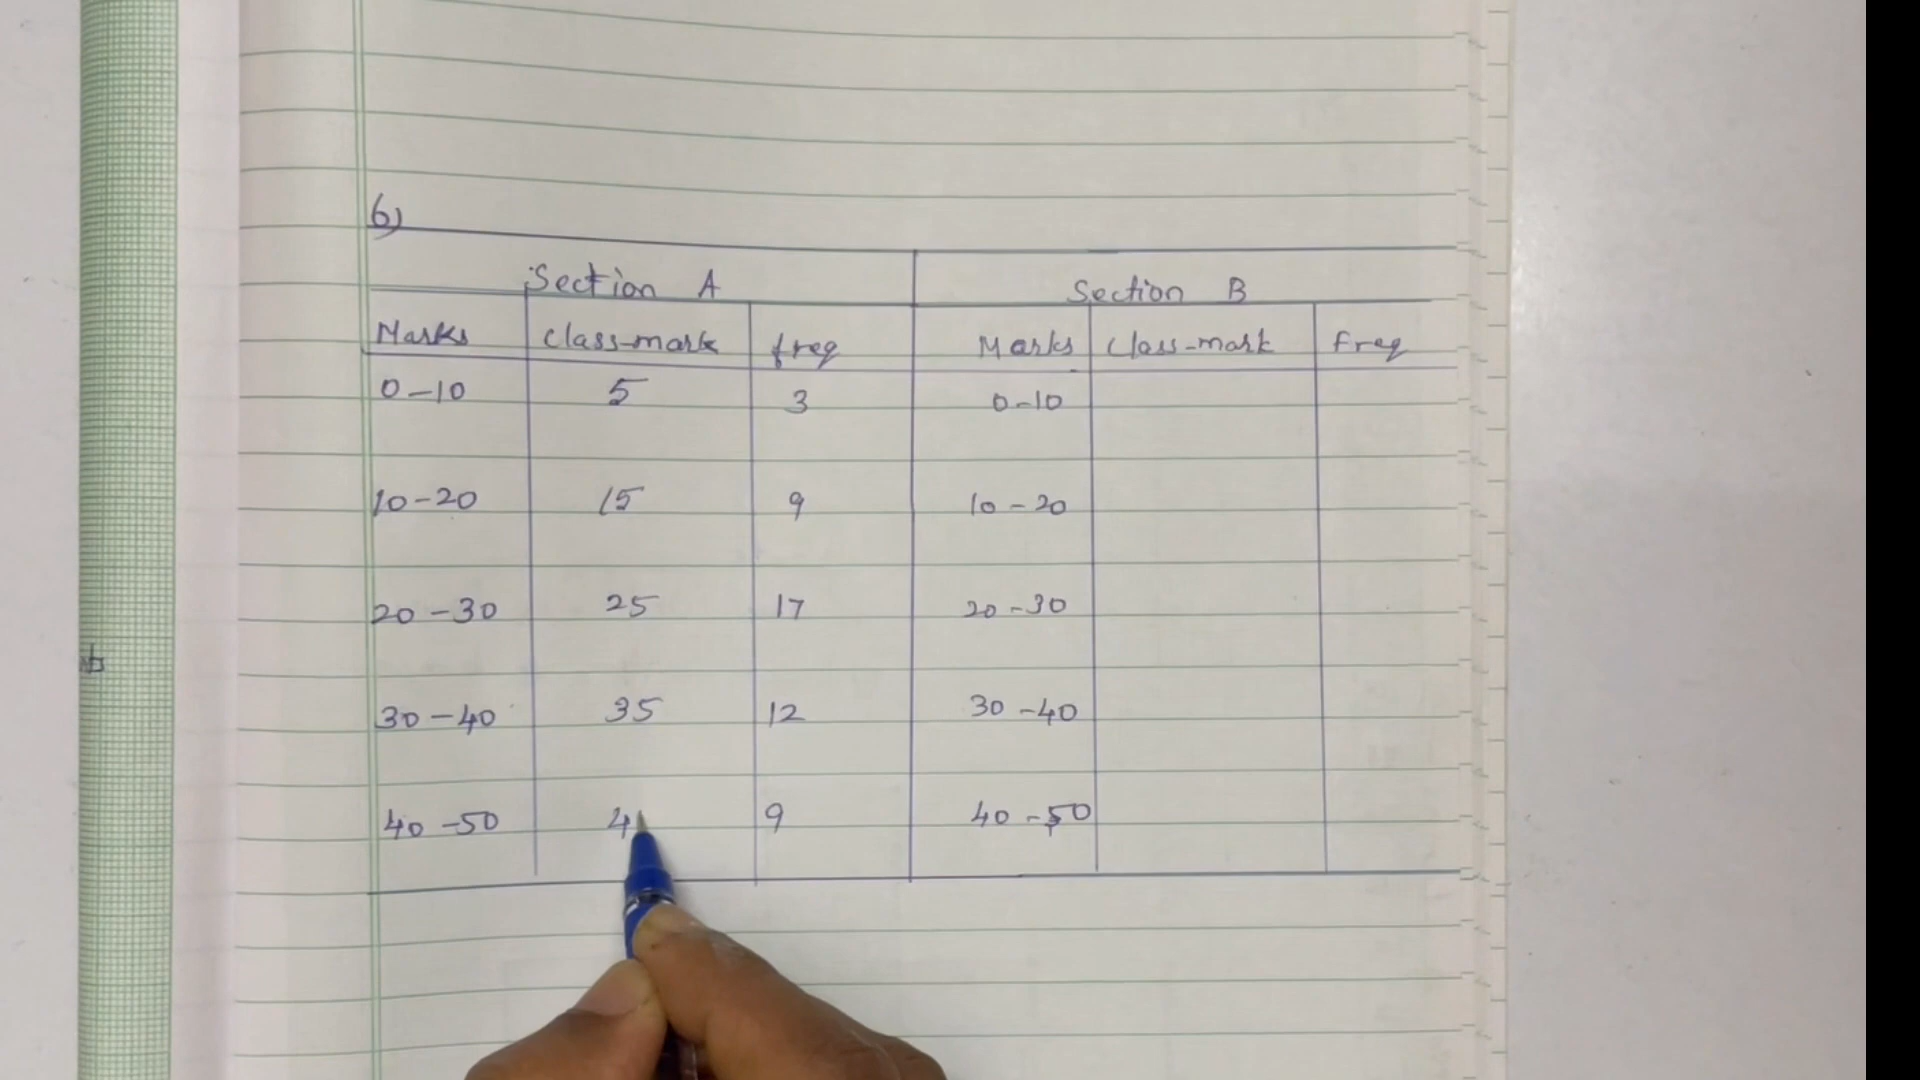 6)
Section A Section B
Marks Class-mark freq Marks Class-mark Freq
0-10 5 3 0-10
10-20 15 9 10-20
20-30 25 17 20-30
30-40 35 12 30-40
40-50 4 9 40-50